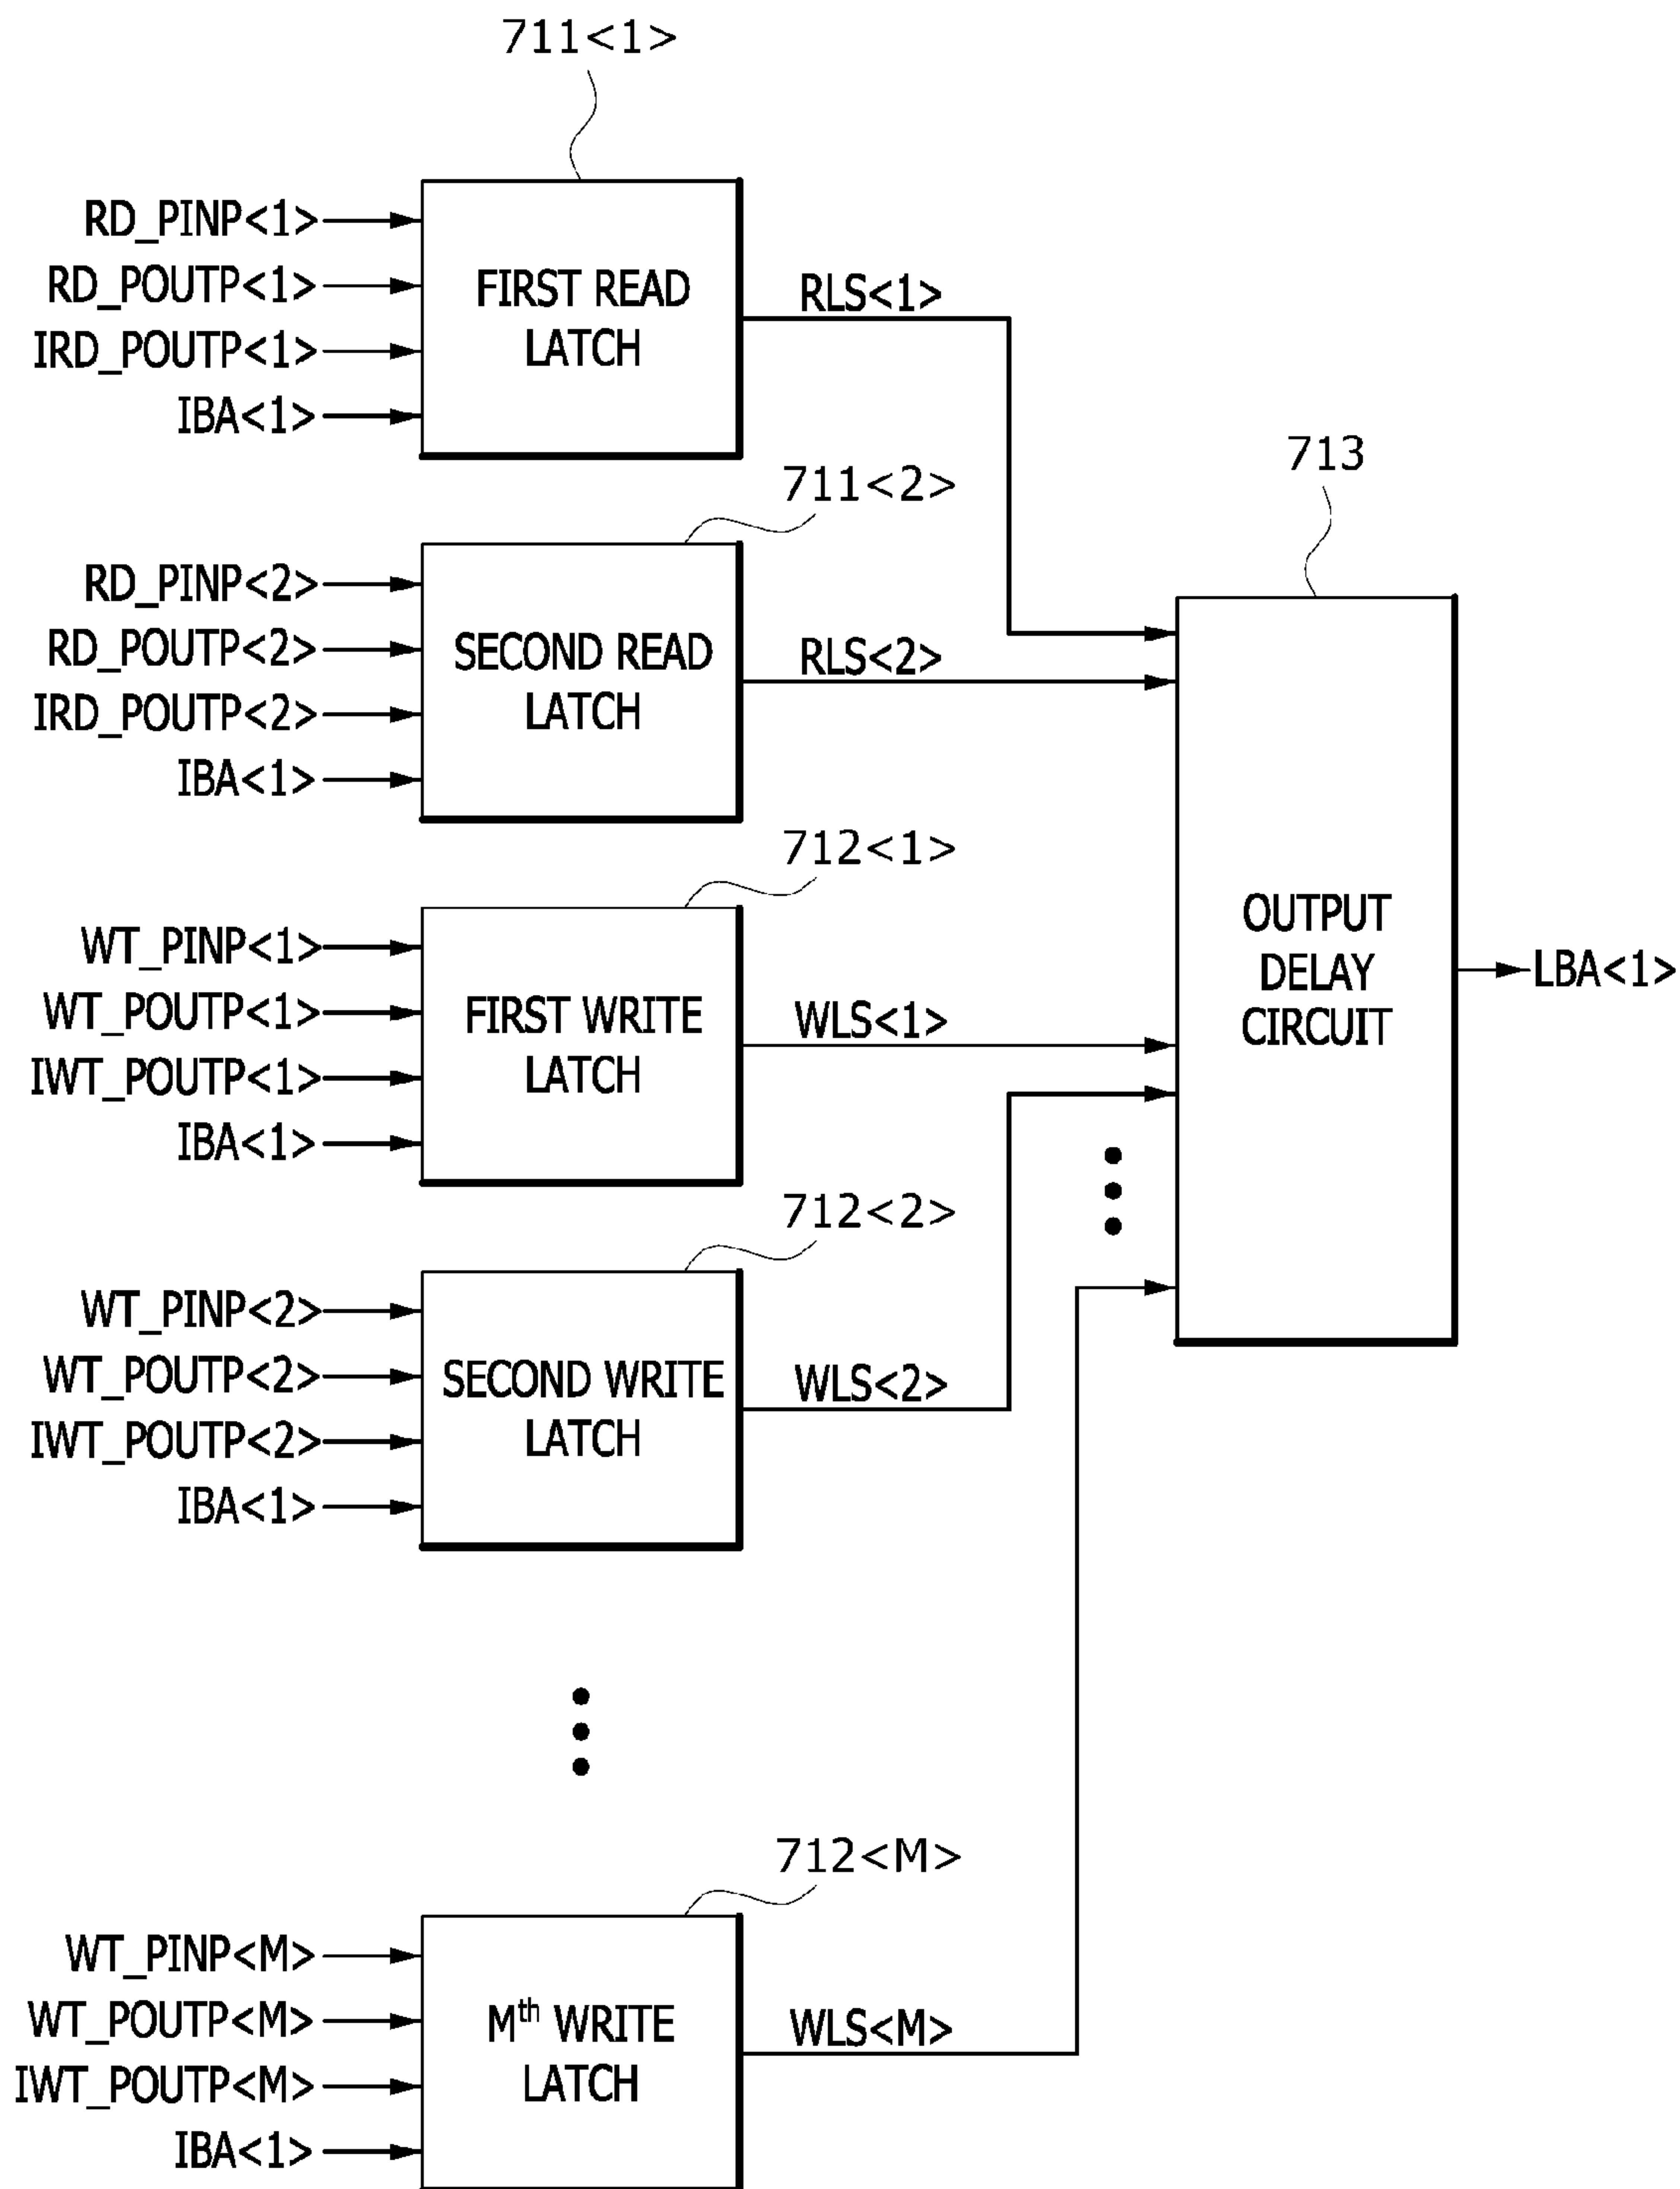 711<1>
RD_PINP<1>
RD_POUTP<1>
IRD_POUTP<1>
IBA<1>
FIRST READ
LATCH
RLS<1>
711<2>
RD_PINP<2>
RD_POUTP<2>
IRD_POUTP<2>
IBA<1>
SECOND READ
LATCH
RLS<2>
712<1>
WT_PINP<1>
WT_POUTP<1>
IWT_POUTP<1>
IBA<1>
FIRST WRITE
LATCH
WLS<1>
712<2>
WT_PINP<2>
WT_POUTP<2>
IWT_POUTP<2>
IBA<1>
SECOND WRITE
LATCH
WLS<2>
712<M>
WT_PINP<M>
WT_POUTP<M>
IWT_POUTP<M>
IBA<1>
Mth WRITE
LATCH
WLS<M>
713
OUTPUT
DELAY
CIRCUIT
LBA<1>